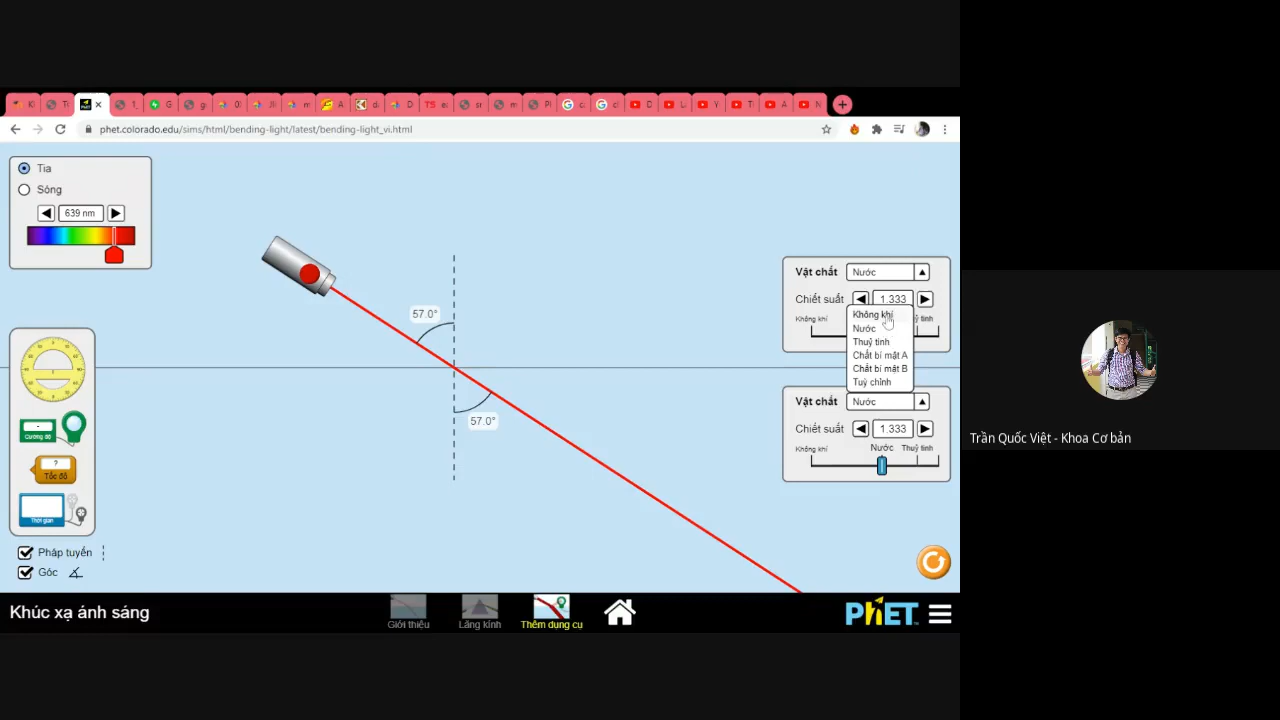 phet.colorado.edu/sims/html/bending-light/latest/bending-light_vi.html
Tia
Sóng
639 nm
57.0°
57.0°
Vật chất
Nước
Chiết suất
1.333
Không khí
Không khí
Nước
Thuỷ tinh
Chất bí mật A
Chất bí mật B
Tuỳ chỉnh
Vật chất
Nước
Chiết suất
1.333
Không khí
Nước
Thuỷ tinh
Cường độ
?
Tốc độ
Thời gian
Pháp tuyến
Góc
Khúc xạ ánh sáng
Giới thiệu
Lăng kính
Thêm dụng cụ
PhET
Trần Quốc Việt - Khoa Cơ bản